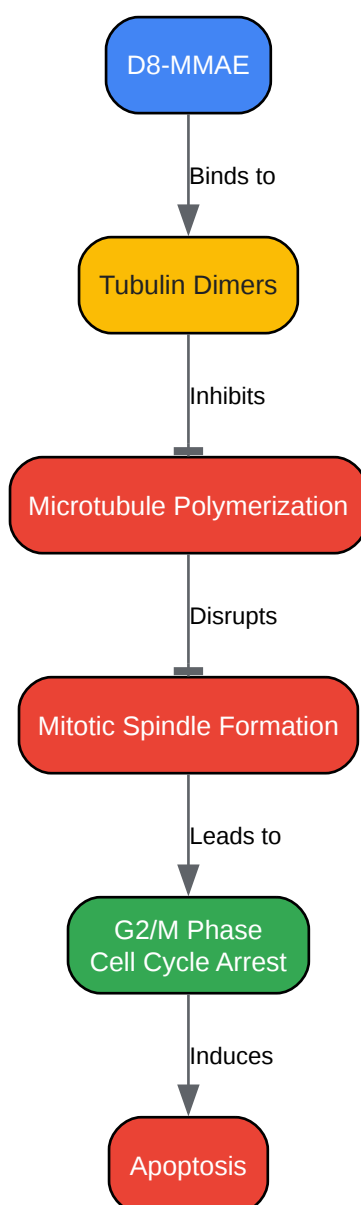 D8-MMAE
Binds to
Tubulin Dimers
Inhibits
Microtubule Polymerization
Disrupts
Mitotic Spindle Formation
Leads to
G2/M Phase
Cell Cycle Arrest
Induces
Apoptosis